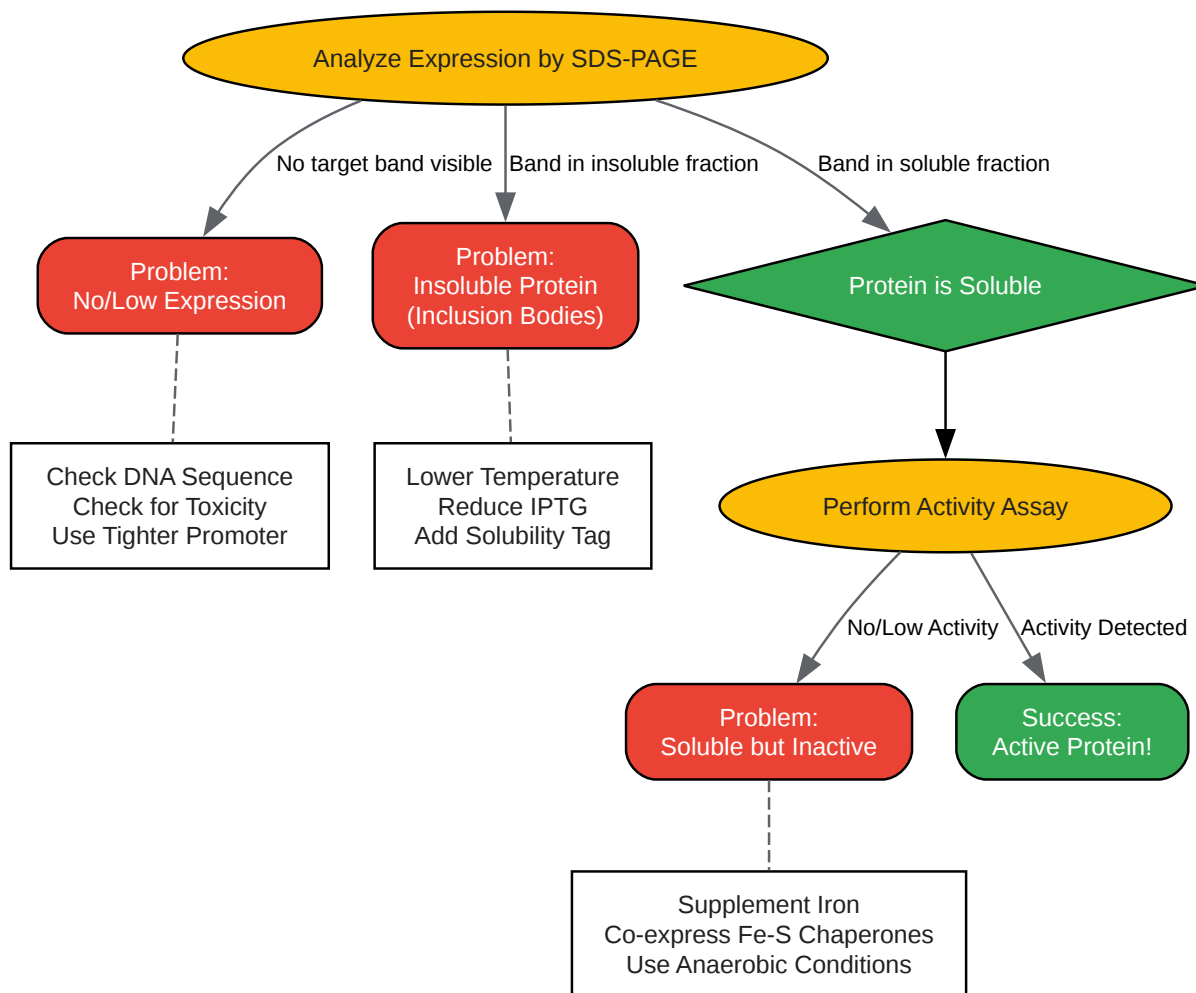 Analyze Expression by SDS-PAGE
No target band visible
Band in insoluble fraction
Band in soluble fraction
Problem:
No/Low Expression
Problem:
Insoluble Protein
(Inclusion Bodies)
Protein is Soluble
Check DNA Sequence
Check for Toxicity
Use Tighter Promoter
Lower Temperature
Reduce IPTG
Add Solubility Tag
Perform Activity Assay
No/Low Activity
Activity Detected
Problem:
Soluble but Inactive
Success:
Active Protein!
Supplement Iron
Co-express Fe-S Chaperones
Use Anaerobic Conditions